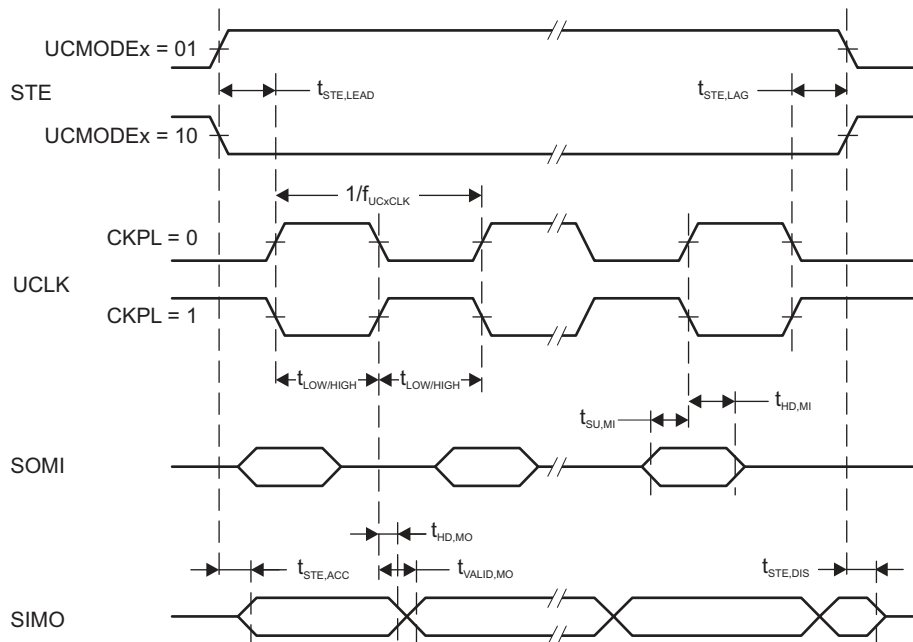 UCMODEx = 01
STE
t_STE,LEAD
t_STE,LAG
UCMODEx = 10
1/f_UCxCLK
CKPL = 0
UCLK
CKPL = 1
t_LOW/HIGH t_LOW/HIGH
t_SU,MI
t_HD,MI
SOMI
t_HD,MO
t_STE,ACC
t_VALID,MO
t_STE,DIS
SIMO